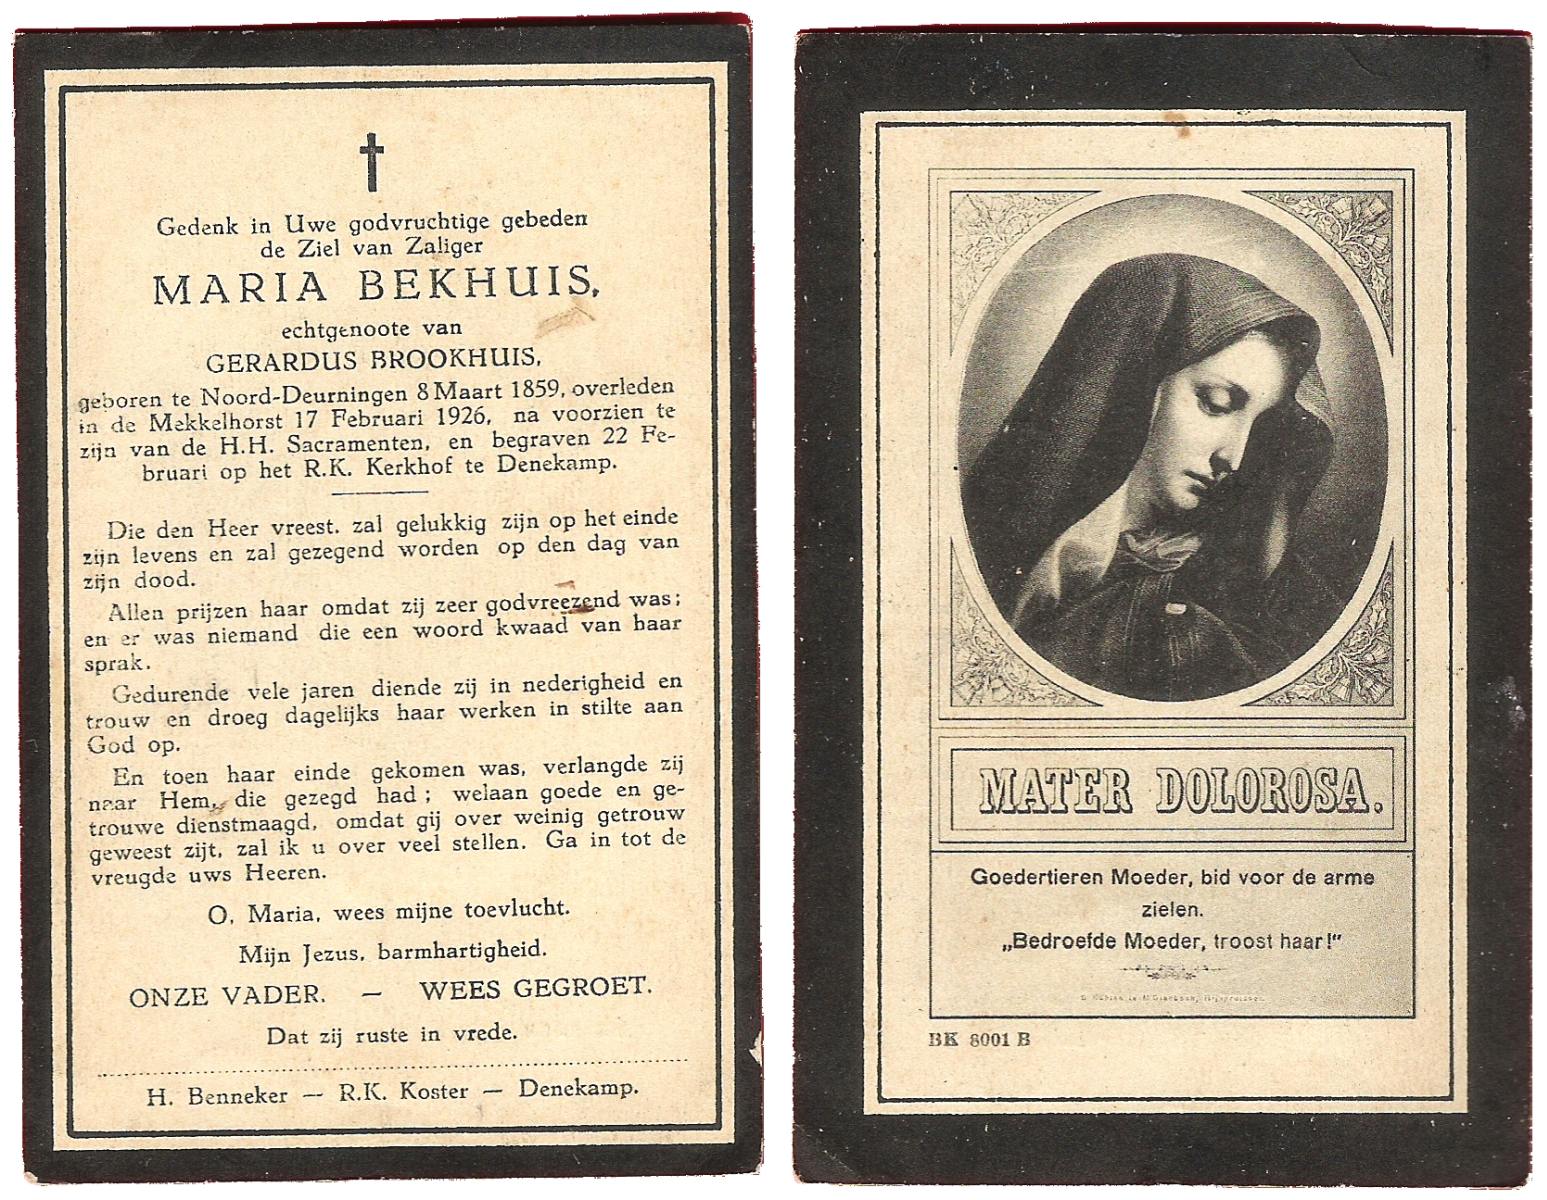 Gedenk in Uwe godvruchtige gebeden
de Ziel van Zaliger
MARIA BEKHUIS,
echtgenoote van
GERARDUS BROOKHUIS,
geboren te Noord-Deurningen 8 Maart 1859, overleden
in de Mekkelhorst 17 Februari 1926, na voorzien te
zijn van de H.H. Sacramenten, en begraven 22 Fe-
bruari op het R.K. Kerkhof te Denekamp.
Die den Heer vreest. zal gelukkig zijn op het einde
zijn levens en zal gezegend worden op den dag van
zijn dood.
Allen prijzen haar omdat zij zeer godvreezend was;
en er was niemand die een woord kwaad van haar
sprak.
Gedurende vele jaren diende zij in nederigheid en
trouw en droeg dagelijks haar werken in stilte aan
God op.
En toen haar einde gekomen was, verlangde zij
naar Hem, die gezegd had; welaan goede en ge-
trouwe dienstmaagd, omdat gij over weinig getrouw
geweest zijt, zal ik u over veel stellen. Ga in tot de
vreugde uws Heeren.
O, Maria, wees mijne toevlucht.
Mijn Jezus, barmhartigheid.
ONZE VADER. — WEES GEGROET.
Dat zij ruste in vrede.
H. Benneker — R.K. Koster — Denekamp.
MATER DOLOROSA.
Goedertieren Moeder, bid voor de arme
zielen.
„Bedroefde Moeder, troost haar!"
BK 8001 B